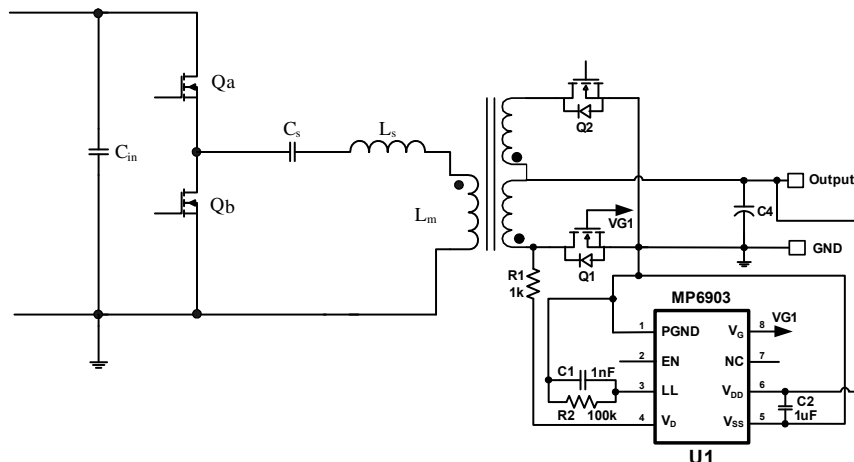 Qa
Cs
Ls
Cin
Qb
Lm
Q2
Output
C4
VG1
GND
Q1
R1
1k
MP6903
1 PGND
VG 8
VG1
2 EN
NC 7
C1 1nF
3 LL
VDD 6
C2
1uF
R2 100k
4 VD
VSS 5
U1